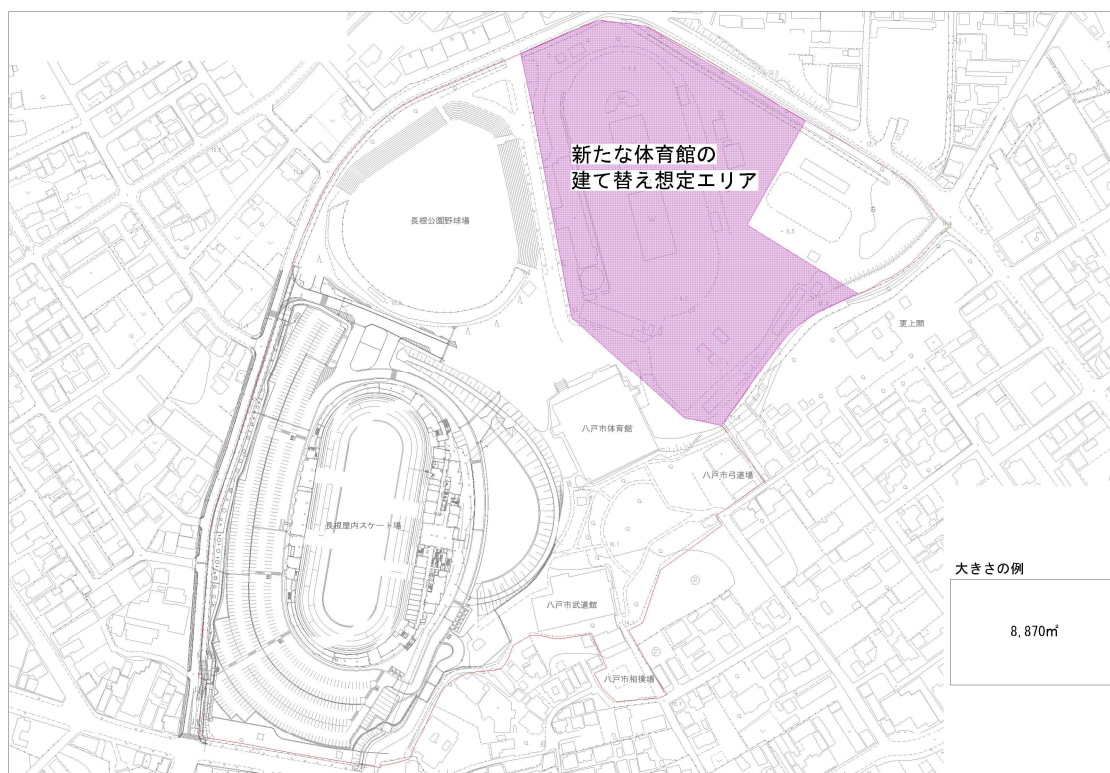 新たな体育館の
建て替え想定エリア
長根公園野球場
更上閣
八戸市体育館
八戸市弓道場
長根屋内スケート場
八戸市武道館
八戸市相撲場
大きさの例
8,870㎡